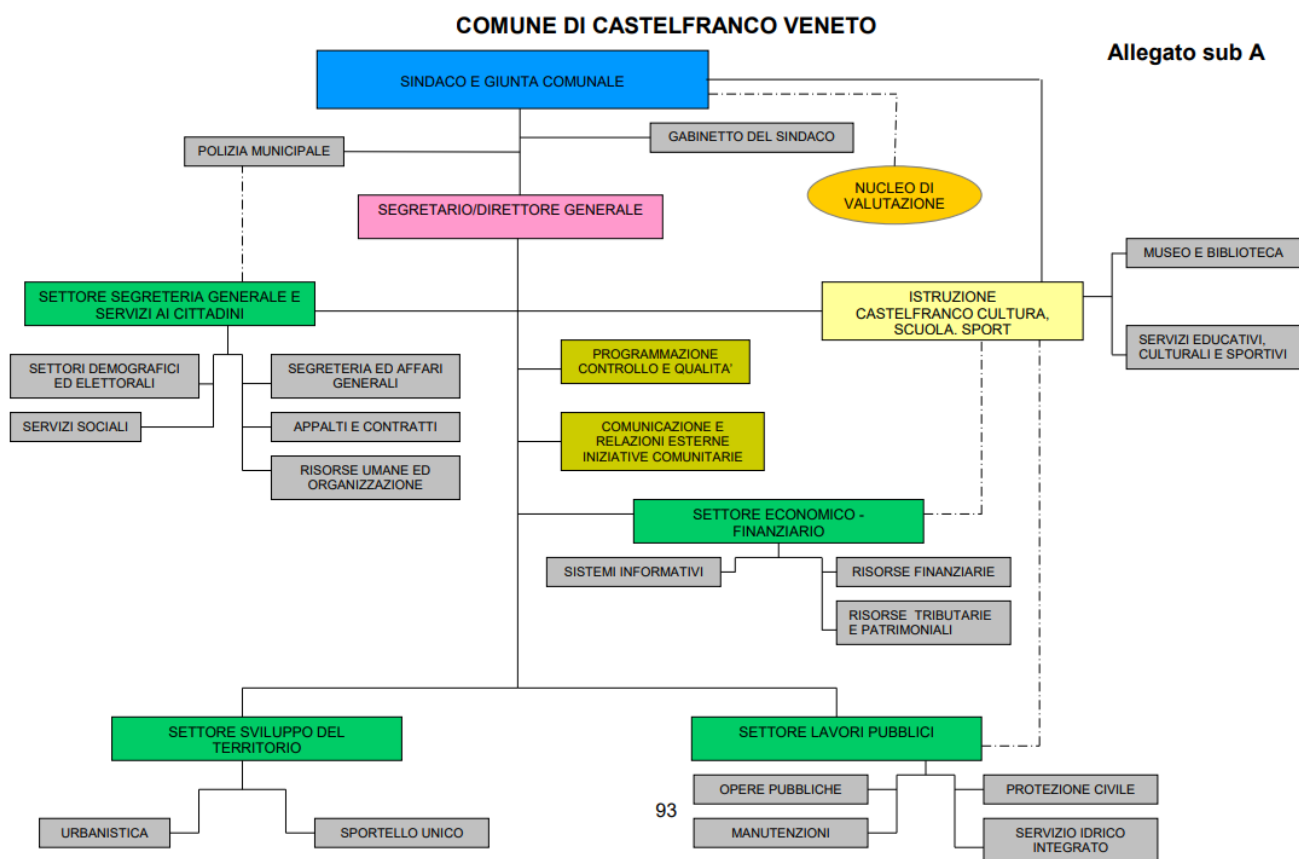 COMUNE DI CASTELFRANCO VENETO
Allegato sub A
SINDACO E GIUNTA COMUNALE
GABINETTO DEL SINDACO
POLIZIA MUNICIPALE
NUCLEO DI
VALUTAZIONE
SEGRETARIO/DIRETTORE GENERALE
MUSEO E BIBLIOTECA
SETTORE SEGRETERIA GENERALE E
SERVIZI AI CITTADINI
ISTRUZIONE
CASTELFRANCO CULTURA,
SCUOLA. SPORT
SERVIZI EDUCATIVI,
CULTURALI E SPORTIVI
SETTORI DEMOGRAFICI
ED ELETTORALI
SEGRETERIA ED AFFARI
GENERALI
PROGRAMMAZIONE
CONTROLLO E QUALITA'
SERVIZI SOCIALI
APPALTI E CONTRATTI
COMUNICAZIONE E
RELAZIONI ESTERNE
INIZIATIVE COMUNITARIE
RISORSE UMANE ED
ORGANIZZAZIONE
SETTORE ECONOMICO -
FINANZIARIO
SISTEMI INFORMATIVI
RISORSE FINANZIARIE
RISORSE TRIBUTARIE
E PATRIMONIALI
SETTORE SVILUPPO DEL
TERRITORIO
SETTORE LAVORI PUBBLICI
OPERE PUBBLICHE
PROTEZIONE CIVILE
93
URBANISTICA
SPORTELLO UNICO
MANUTENZIONI
SERVIZIO IDRICO
INTEGRATO